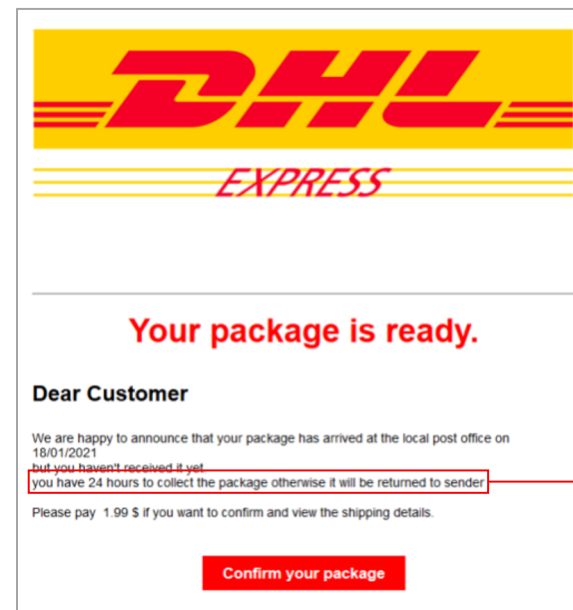 DHL
EXPRESS
Your package is ready.
Dear Customer
We are happy to announce that your package has arrived at the local post office on
18/01/2021
but you haven't received it yet
you have 24 hours to collect the package otherwise it will be returned to sender
Please pay 1.99 $ if you want to confirm and view the shipping details.
Confirm your package